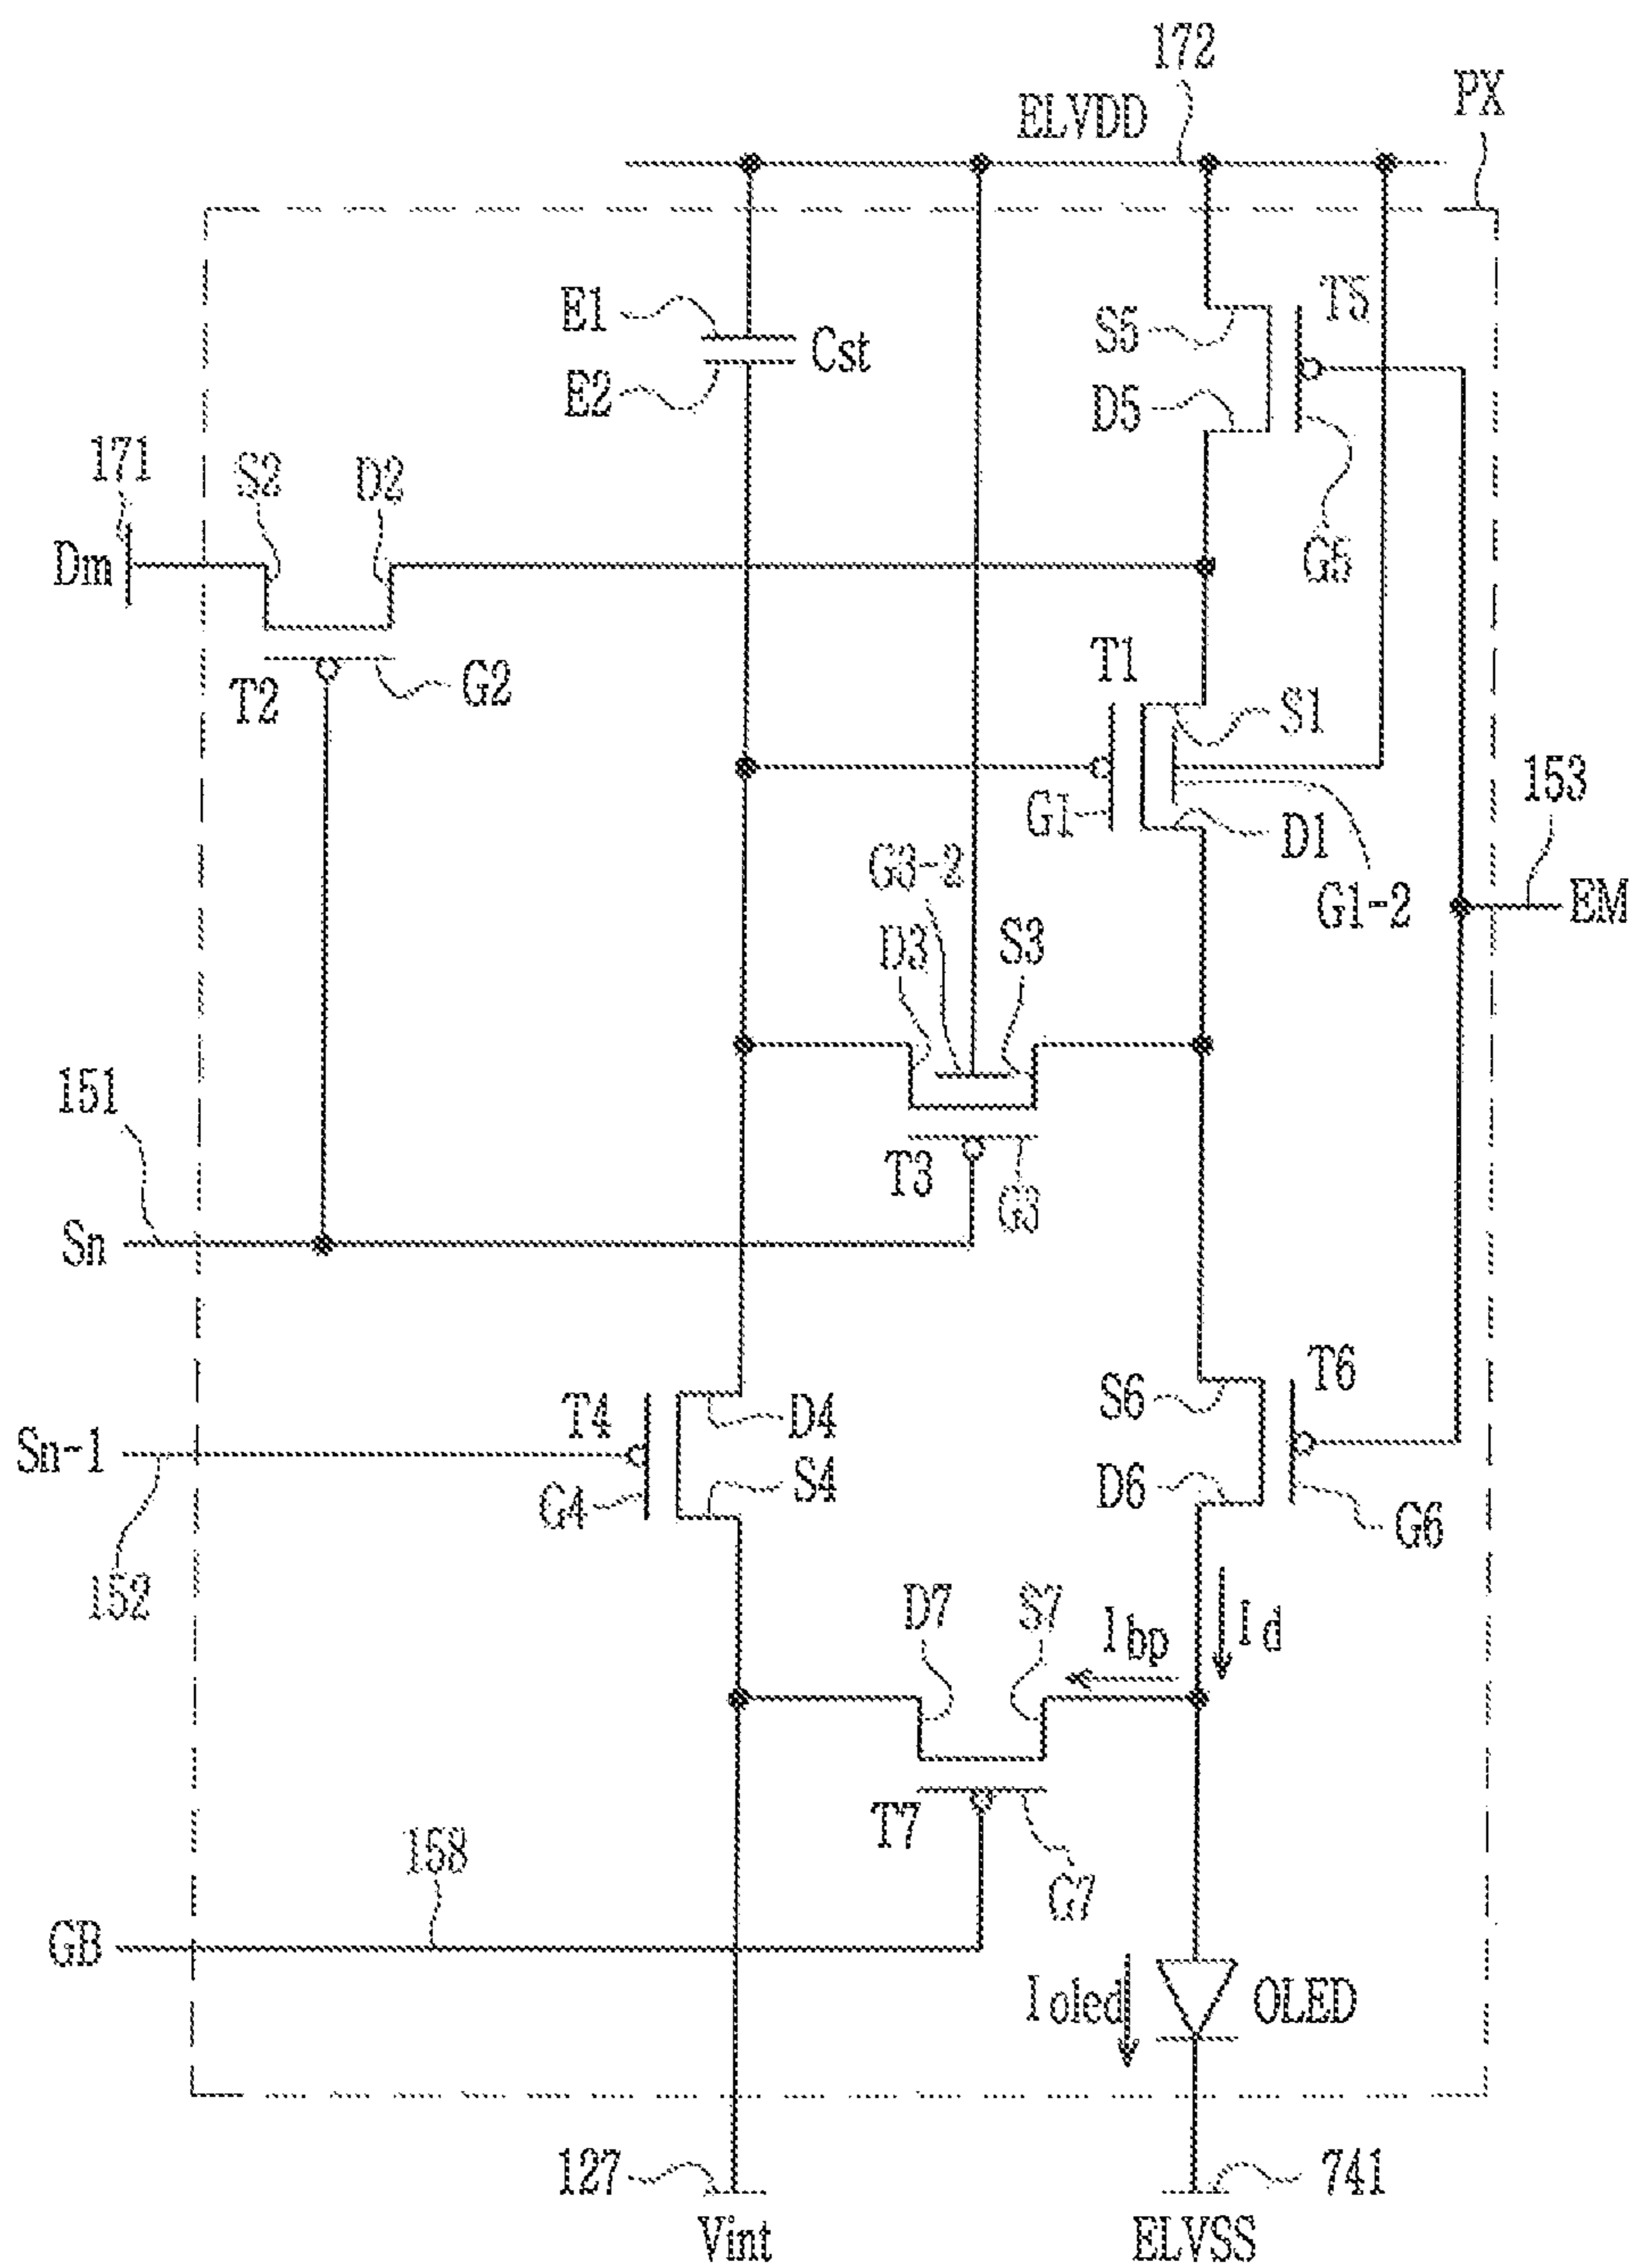 172
ELVDD
PX
E1
Cst
E2
S5
T5
D5
G5
171
S2
D2
Dm
T2
G2
T1
S1
G1
D1
G1-2
153
EM
G3-2
D3
S3
151
T3
G3
Sn
T4
D4
S6
T6
Sn-1
S4
G4
D6
G6
152
D7
S7
Ibp
Id
T7
G7
158
GB
Ioled
OLED
127
741
Vint
ELVSS